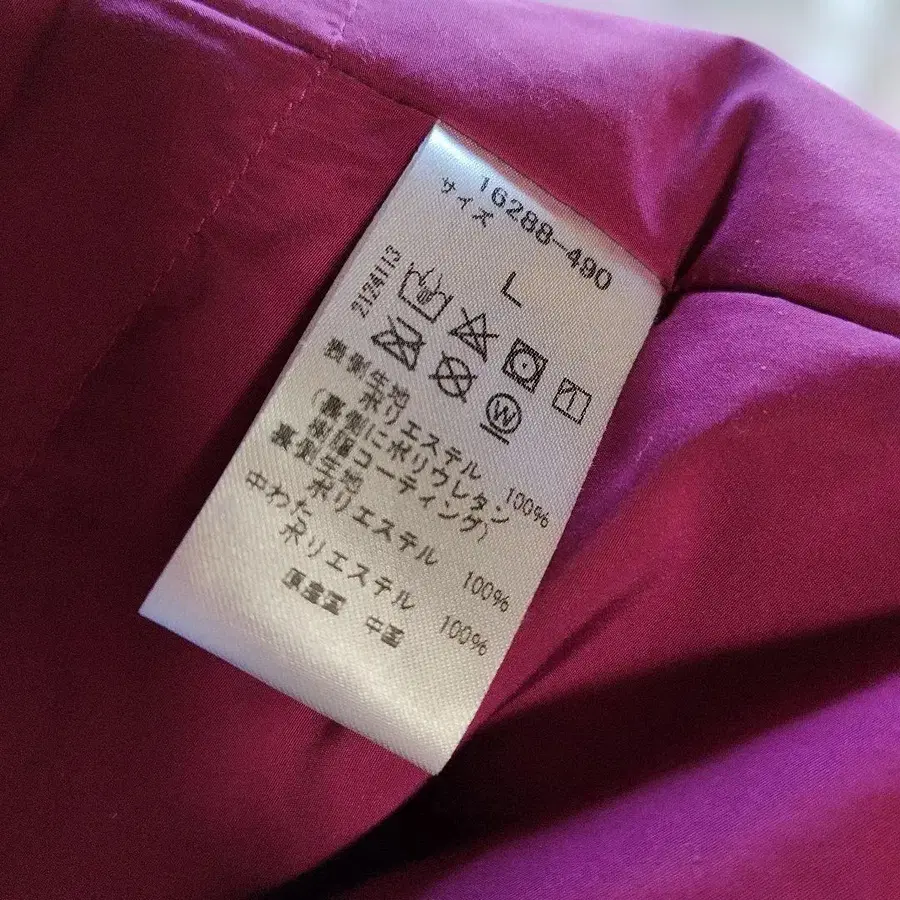 16288-490
サイズ
L
2124113
W
表側生地
ポリエステル 100%
(裏側にポリウレタン
樹脂コーティング)
裏側生地
ポリエステル 100%
中わた
ポリエステル 100%
原産国 中国